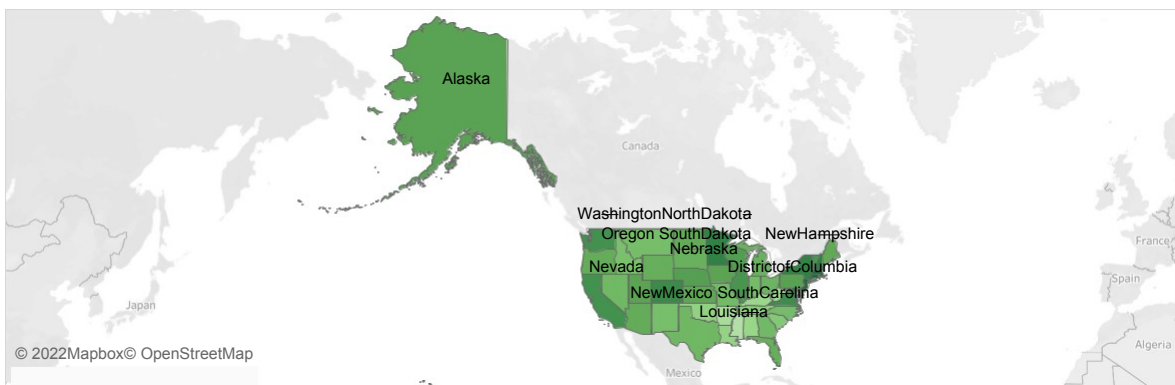 Alaska
Canada
WashingtonNorthDakota
Oregon SouthDakota NewHampshire
Nebraska
France
Nevada
DistrictofColumbia
Spain
NewMexico SouthCarolina
Japan
Louisiana
Algeria
© 2022Mapbox© OpenStreetMap
Mexico